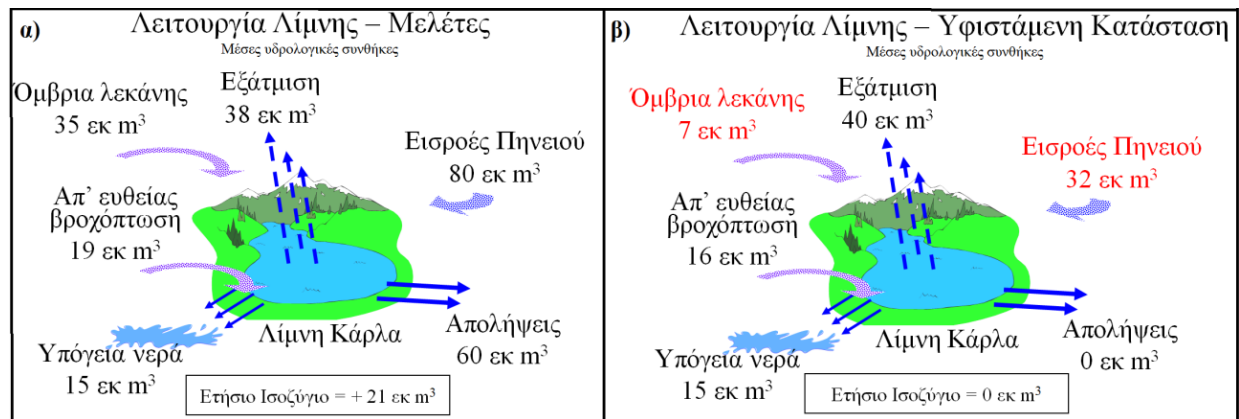 α)
Λειτουργία Λίμνης – Μελέτες
Μέσες υδρολογικές συνθήκες
Όμβρια λεκάνης
35 εκ m³
Εξάτμιση
38 εκ m³
Εισροές Πηνειού
80 εκ m³
Απ’ ευθείας
βροχόπτωση
19 εκ m³
Λίμνη Κάρλα
Απολήψεις
60 εκ m³
Υπόγεια νερά
15 εκ m³
Ετήσιο Ισοζύγιο = + 21 εκ m³
β)
Λειτουργία Λίμνης – Υφιστάμενη Κατάσταση
Μέσες υδρολογικές συνθήκες
Όμβρια λεκάνης
7 εκ m³
Εξάτμιση
40 εκ m³
Εισροές Πηνειού
32 εκ m³
Απ’ ευθείας
βροχόπτωση
16 εκ m³
Λίμνη Κάρλα
Απολήψεις
0 εκ m³
Υπόγεια νερά
15 εκ m³
Ετήσιο Ισοζύγιο = 0 εκ m³